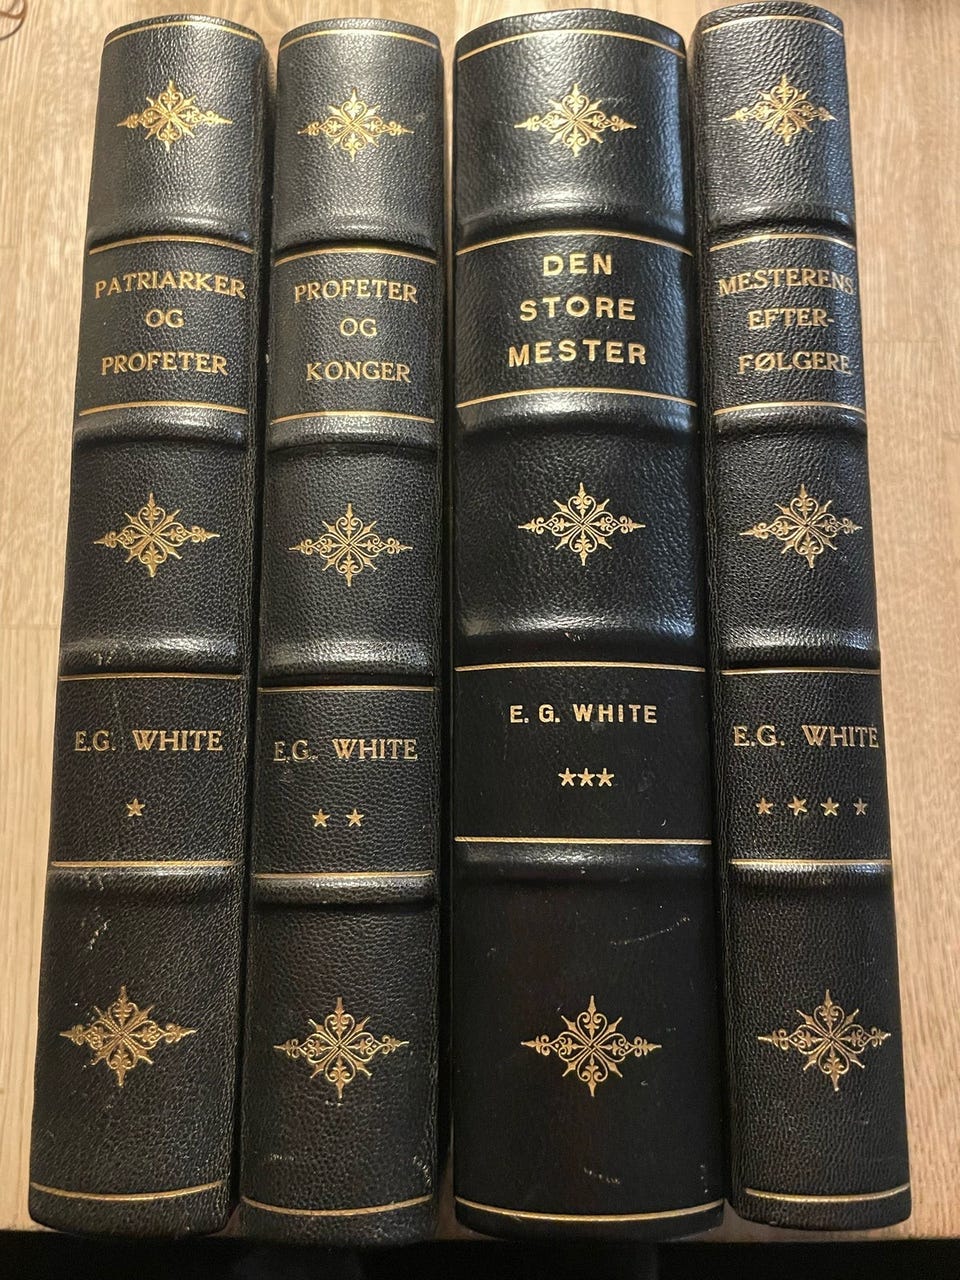 PATRIARKER
OG
PROFETER
E.G. WHITE
PROFETER
OG
KONGER
E.G. WHITE
DEN
STORE
MESTER
E. G. WHITE
MESTERENS
EFTER-
FØLGERE
E.G. WHITE